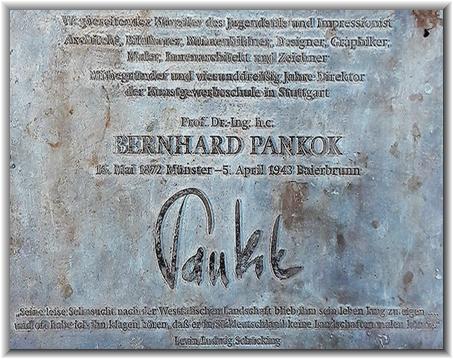 Wegbereitender Künstler des Jugendstils und Impressionist
Architekt, Bildhauer, Bühnenbildner, Designer, Graphiker,
Maler, Innenarchitekt und Zeichner
Mitbegründer und vierunddreißig Jahre Direktor
der Kunstgewerbeschule in Stuttgart
Prof. Dr.-Ing. h.c.
BERNHARD PANKOK
16. Mai 1872 Münster – 5. April 1943 Baierbrunn
Pankok
„Seine leise Sehnsucht nach der Westfälischen Landschaft blieb ihm sein leben lang zu eigen ....
und oft habe ich ihn klagen hören, daß er in Süddeutschland keine Landschaften malen könne."
Levin Ludwig Schücking